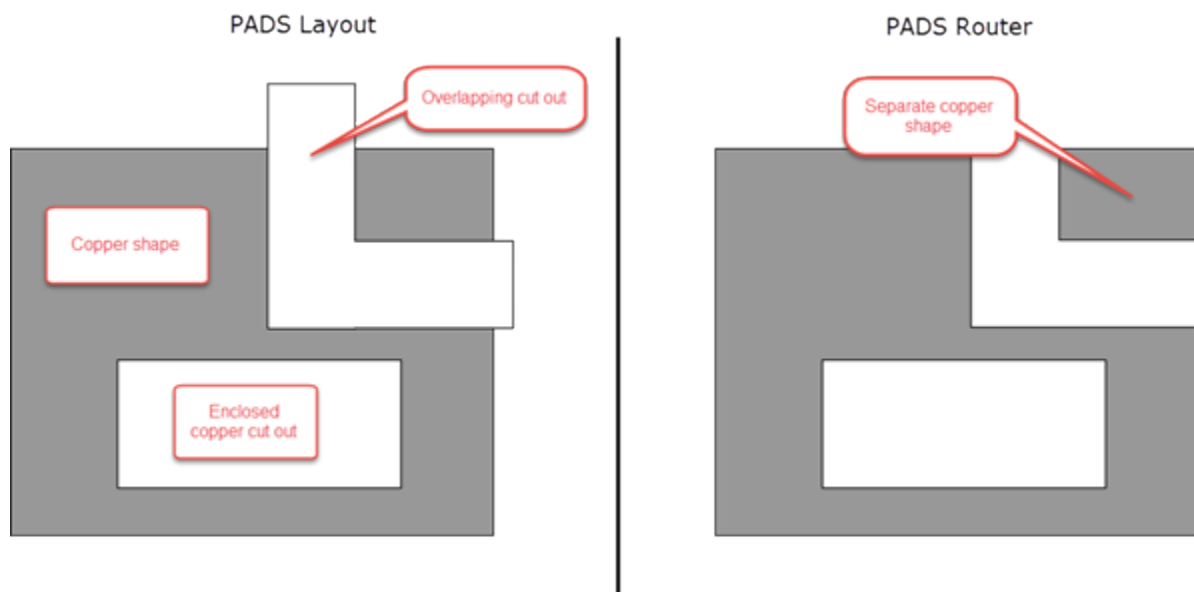 PADS Layout
PADS Router
Overlapping cut out
Separate copper
shape
Copper shape
Enclosed
copper cut out